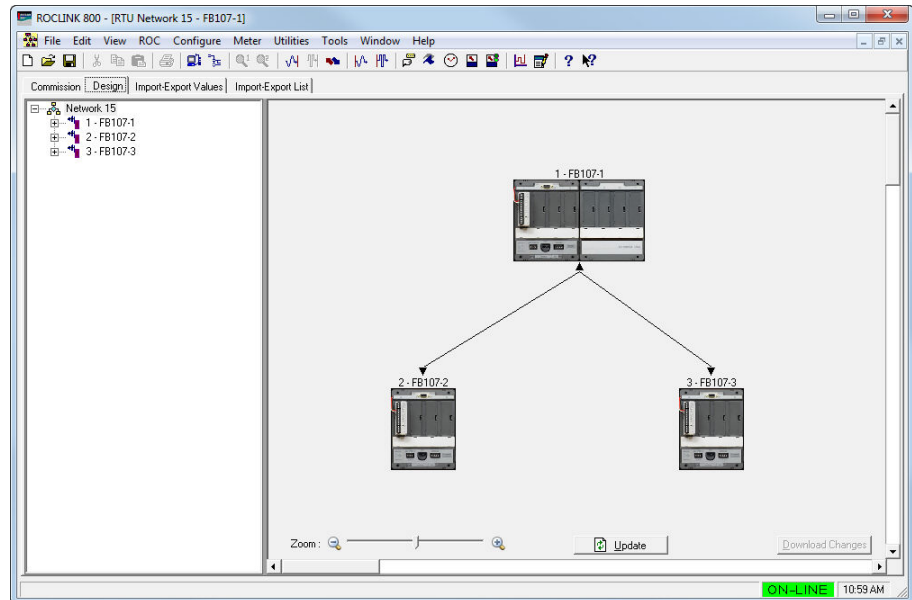 ROCLINK 800 - [RTU Network 15 - FB107-1]
File Edit View ROC Configure Meter Utilities Tools Window Help
Commission Design Import-Export Values Import-Export List
Network 15
1 - FB107-1
2 - FB107-2
3 - FB107-3
1 - FB107-1
2 - FB107-2
3 - FB107-3
Zoom :
Update
Download Changes
ON-LINE 10:59 AM